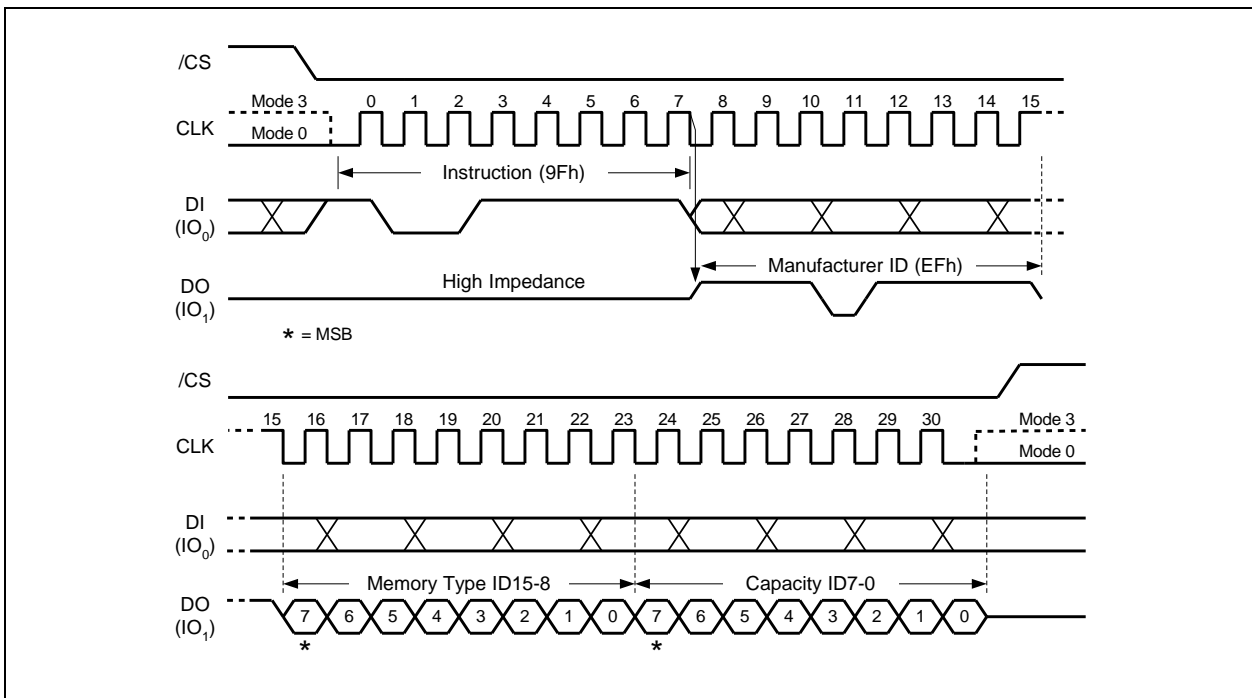 /CS
Mode 3 0 1 2 3 4 5 6 7 8 9 10 11 12 13 14 15
CLK
Mode 0
Instruction (9Fh)
DI
(IO0)
Manufacturer ID (EFh)
High Impedance
DO
(IO1)
* = MSB
/CS
15 16 17 18 19 20 21 22 23 24 25 26 27 28 29 30 Mode 3
CLK
Mode 0
DI
(IO0)
Memory Type ID15-8 Capacity ID7-0
DO
(IO1)
7 6 5 4 3 2 1 0 7 6 5 4 3 2 1 0
* *